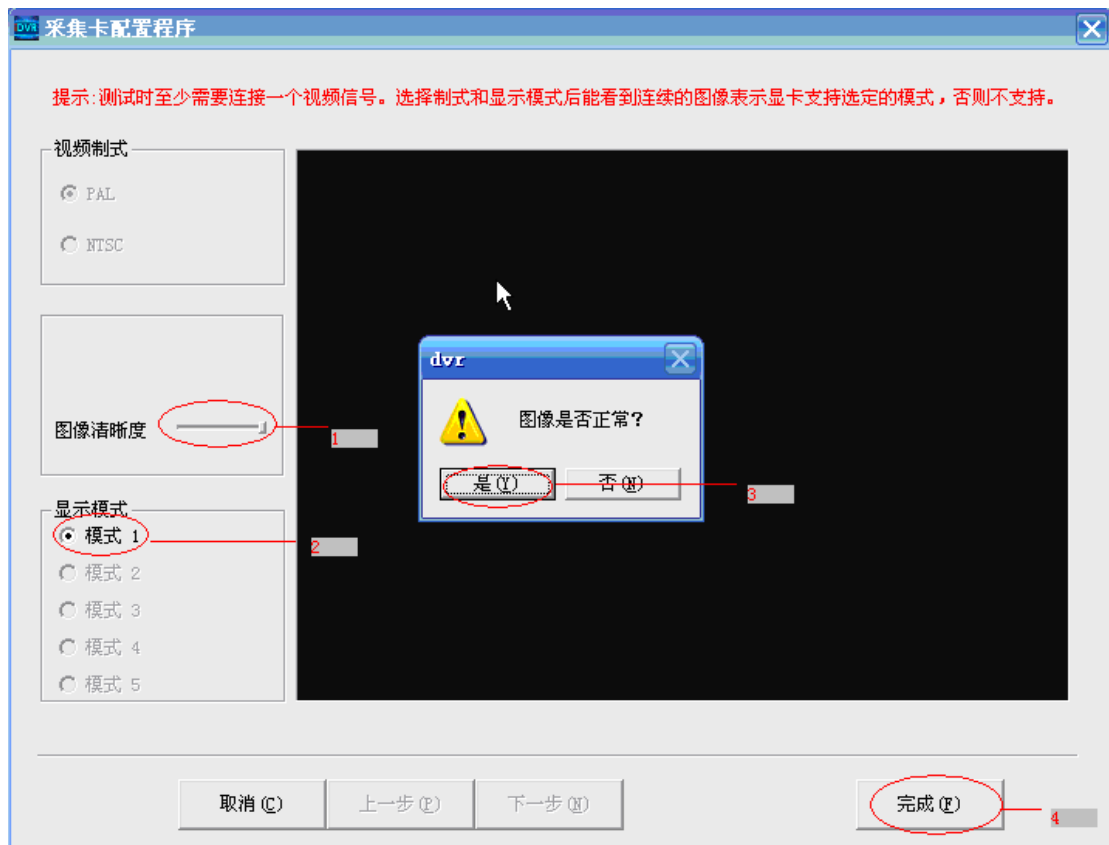 DVR 采集卡配置程序
提示:测试时至少需要连接一个视频信号。选择制式和显示模式后能看到连续的图像表示显卡支持选定的模式,否则不支持。
视频制式
PAL
NTSC
图像清晰度
1
显示模式
模式 1
2
模式 2
模式 3
模式 4
模式 5
dvr
图像是否正常?
是(Y) 否(N)
3
取消(C) 上一步(P) 下一步(N) 完成(F)
4